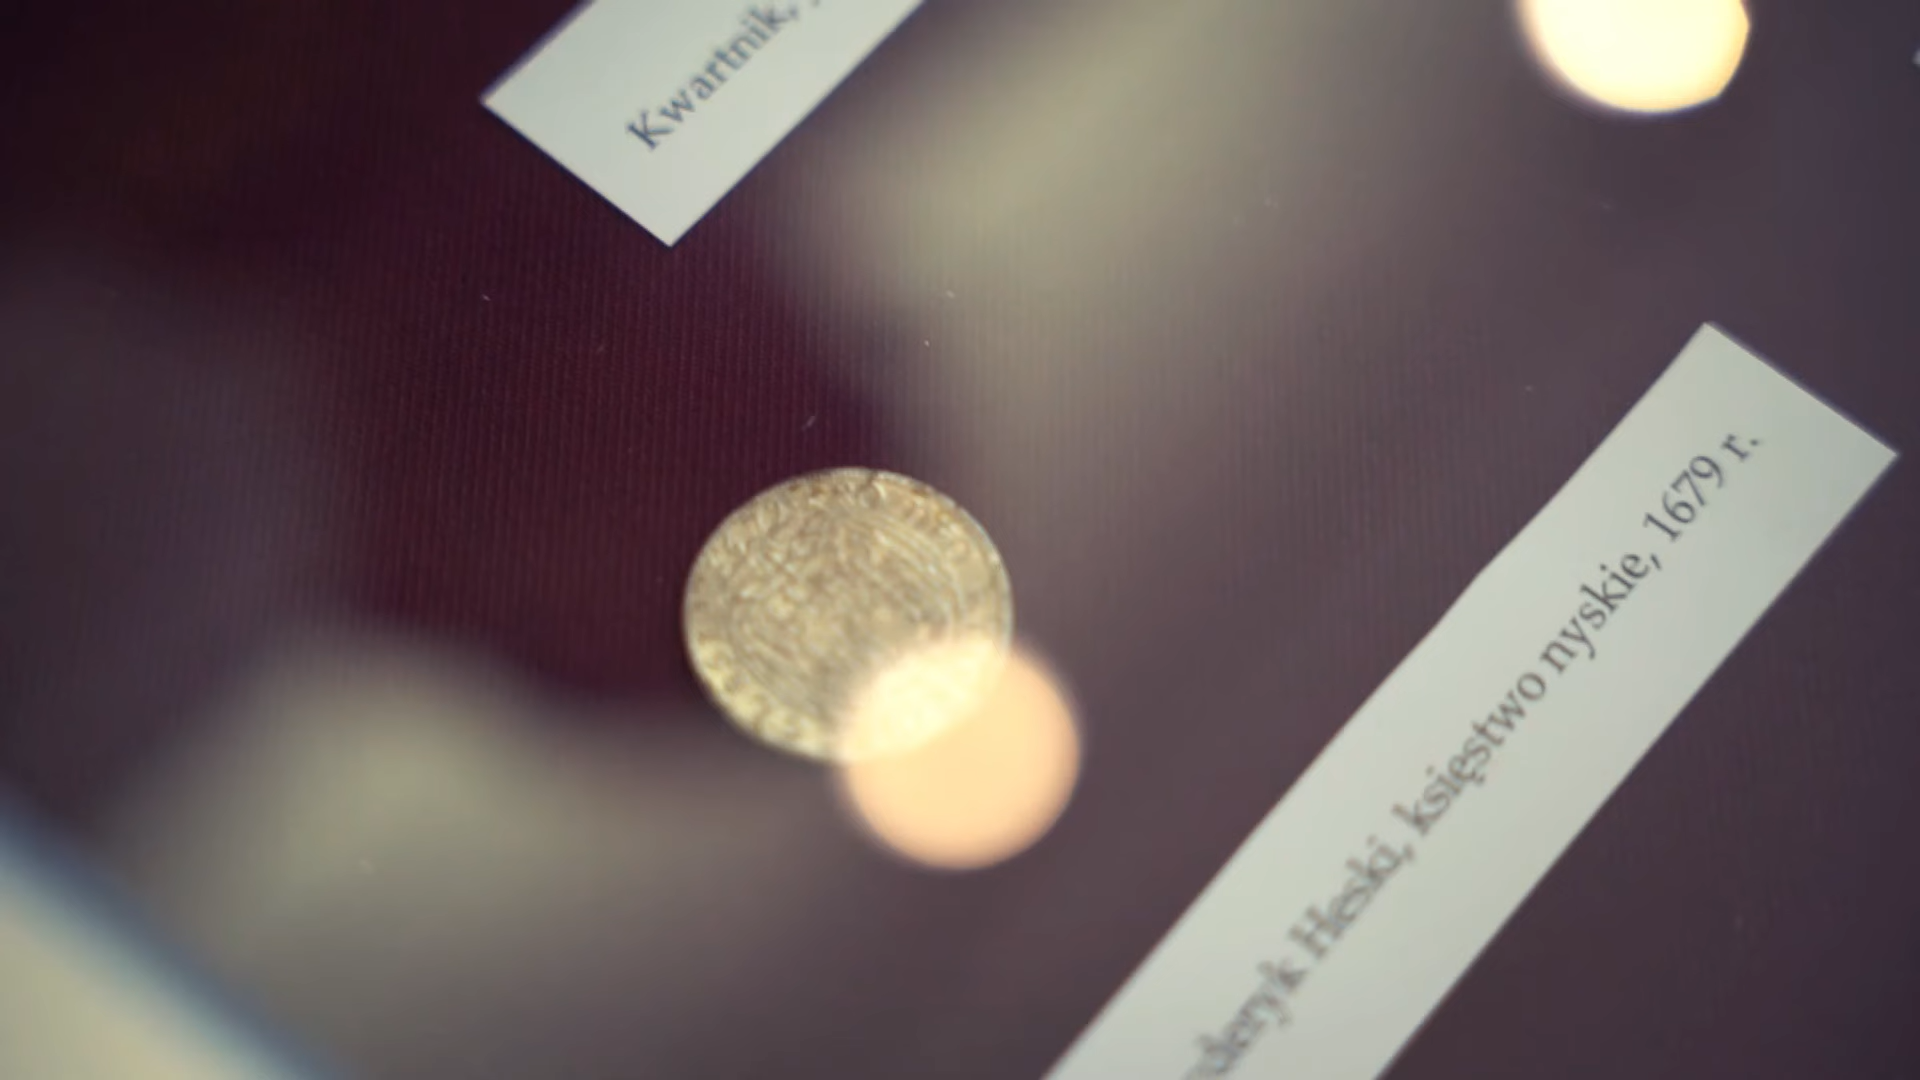 Kwartnik,
Heski, księstwo nyskie, 1679 r.